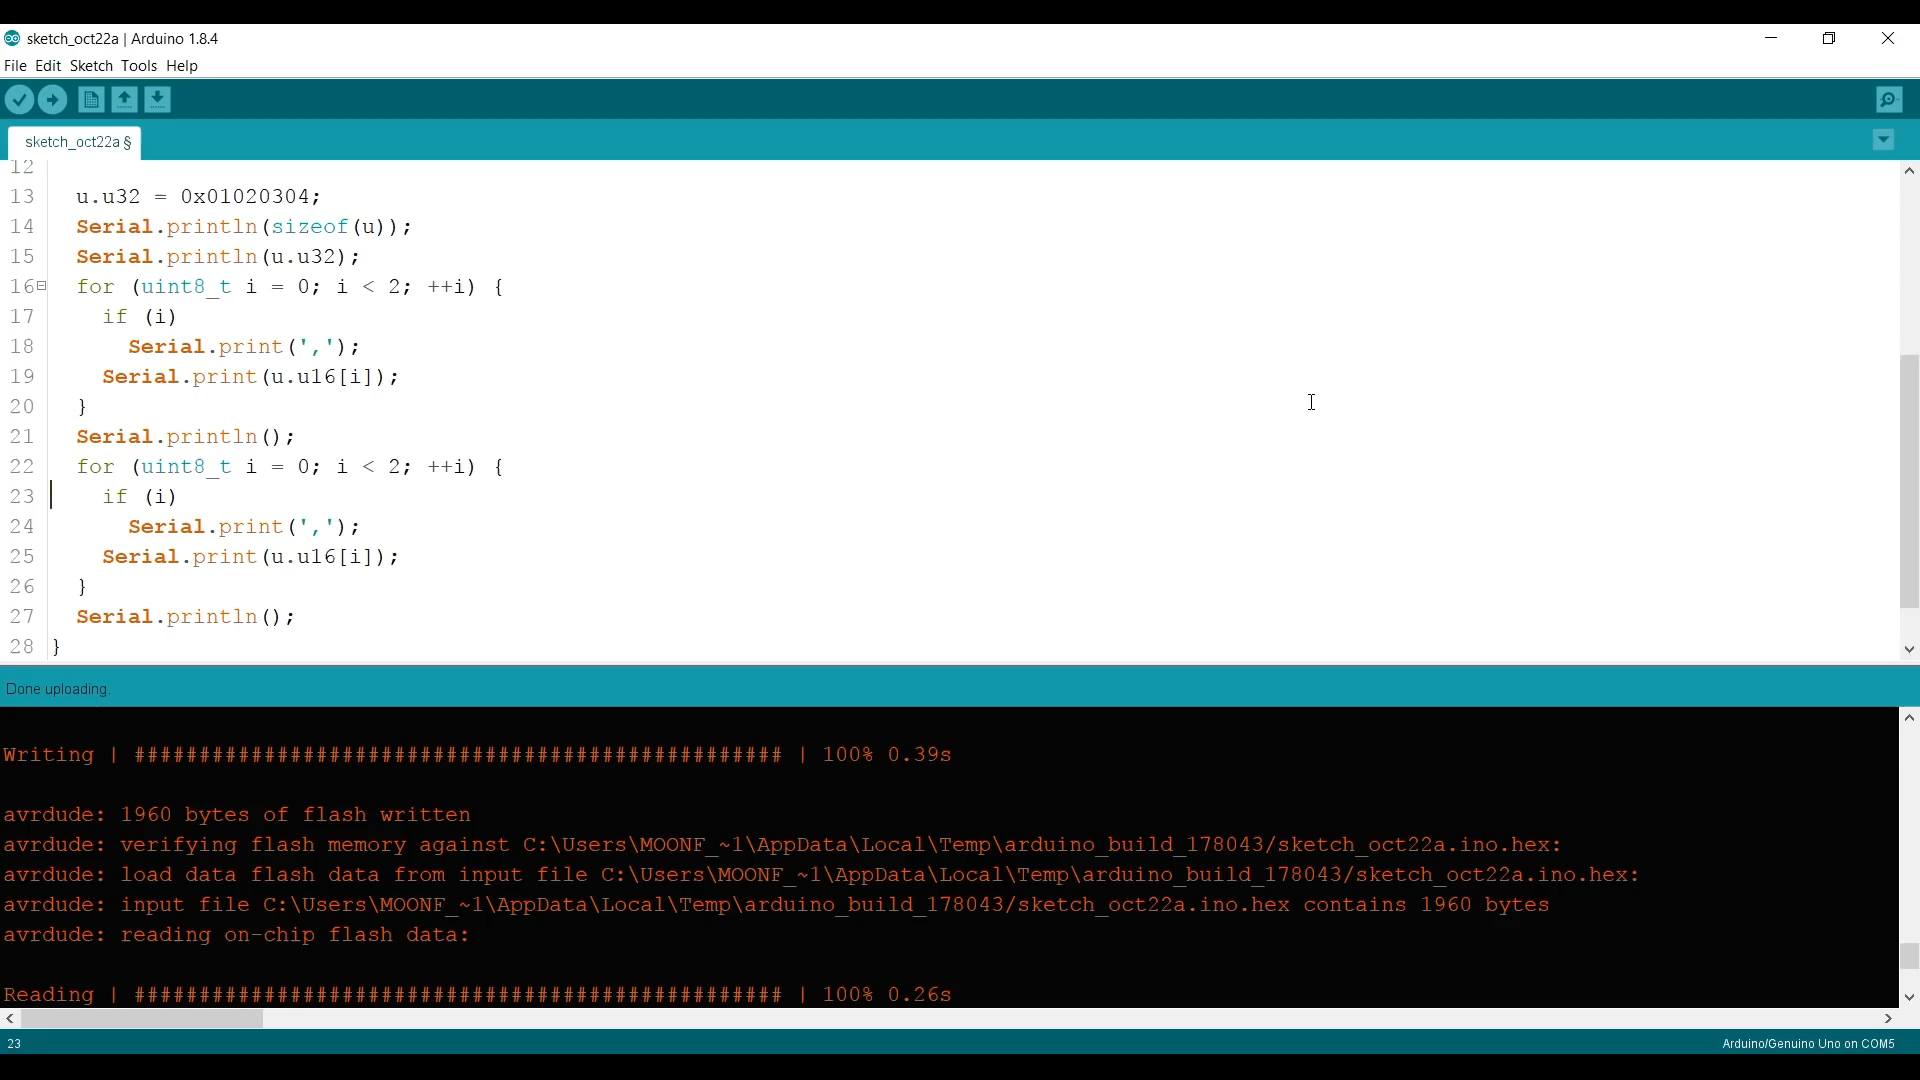 sketch_oct22a | Arduino 1.8.4
File Edit Sketch Tools Help
sketch_oct22a §
12
13 u.u32 = 0x01020304;
14 Serial.println(sizeof(u));
15 Serial.println(u.u32);
16 for (uint8_t i = 0; i < 2; ++i) {
17 if (i)
18 Serial.print(',');
19 Serial.print(u.u16[i]);
20 }
21 Serial.println();
22 for (uint8_t i = 0; i < 2; ++i) {
23 if (i)
24 Serial.print(',');
25 Serial.print(u.u16[i]);
26 }
27 Serial.println();
28 }
Done uploading.
Writing | ################################################## | 100% 0.39s
avrdude: 1960 bytes of flash written
avrdude: verifying flash memory against C:\Users\MOONF_~1\AppData\Local\Temp\arduino_build_178043/sketch_oct22a.ino.hex:
avrdude: load data flash data from input file C:\Users\MOONF_~1\AppData\Local\Temp\arduino_build_178043/sketch_oct22a.ino.hex:
avrdude: input file C:\Users\MOONF_~1\AppData\Local\Temp\arduino_build_178043/sketch_oct22a.ino.hex contains 1960 bytes
avrdude: reading on-chip flash data:
Reading | ################################################## | 100% 0.26s
23
Arduino/Genuino Uno on COM5